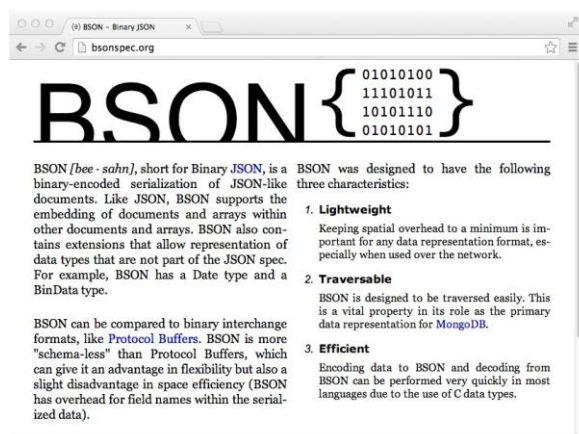 {θ} BSON – Binary JSON
bsonspec.org
BSON
01010100
11101011
10101110
01010101
BSON [bee · sahn], short for Binary JSON, is a
binary-encoded serialization of JSON-like
documents. Like JSON, BSON supports the
embedding of documents and arrays within
other documents and arrays. BSON also con-
tains extensions that allow representation of
data types that are not part of the JSON spec.
For example, BSON has a Date type and a
BinData type.
BSON can be compared to binary interchange
formats, like Protocol Buffers. BSON is more
"schema-less" than Protocol Buffers, which
can give it an advantage in flexibility but also a
slight disadvantage in space efficiency (BSON
has overhead for field names within the serial-
ized data).
BSON was designed to have the following
three characteristics:
1. Lightweight
Keeping spatial overhead to a minimum is im-
portant for any data representation format, es-
pecially when used over the network.
2. Traversable
BSON is designed to be traversed easily. This
is a vital property in its role as the primary
data representation for MongoDB.
3. Efficient
Encoding data to BSON and decoding from
BSON can be performed very quickly in most
languages due to the use of C data types.